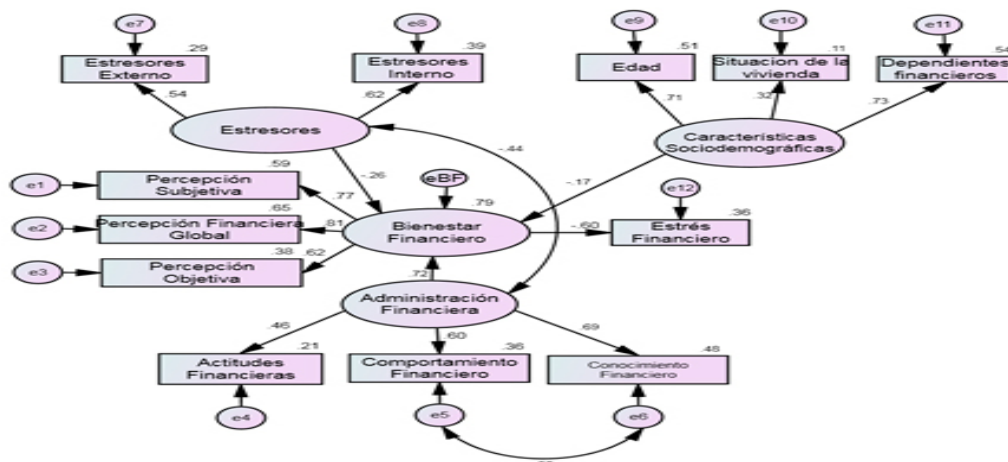 e7
e8
e9
e10
e11
.29
.39
.51
.11
.54
Estresores
Externo
Estresores
Interno
Edad
Situacion de la
vivienda
Dependientes
financieros
.54
.62
.71
.32
.73
Estresores
Características
Sociodemográficas
-.44
.59
e1
Percepción
Subjetiva
-.26
eBF
-.17
e12
.77
.65
.79
.36
e2
Percepción Financiera
Global
.81
Bienestar
Financiero
-.60
Estrés
Financiero
.38
.62
e3
Percepción
Objetiva
.72
Administración
Financiera
.46
.60
.69
.21
.36
.48
Actitudes
Financieras
Comportamiento
Financiero
Conocimiento
Financiero
e4
e5
e6